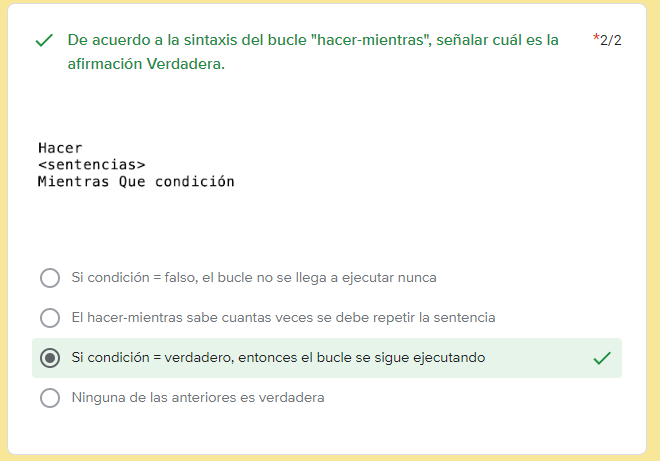 De acuerdo a la sintaxis del bucle "hacer-mientras", señalar cuál es la *2/2
afirmación Verdadera.
Hacer
<sentencias>
Mientras Que condición
Si condición = falso, el bucle no se llega a ejecutar nunca
El hacer-mientras sabe cuantas veces se debe repetir la sentencia
Si condición = verdadero, entonces el bucle se sigue ejecutando
Ninguna de las anteriores es verdadera